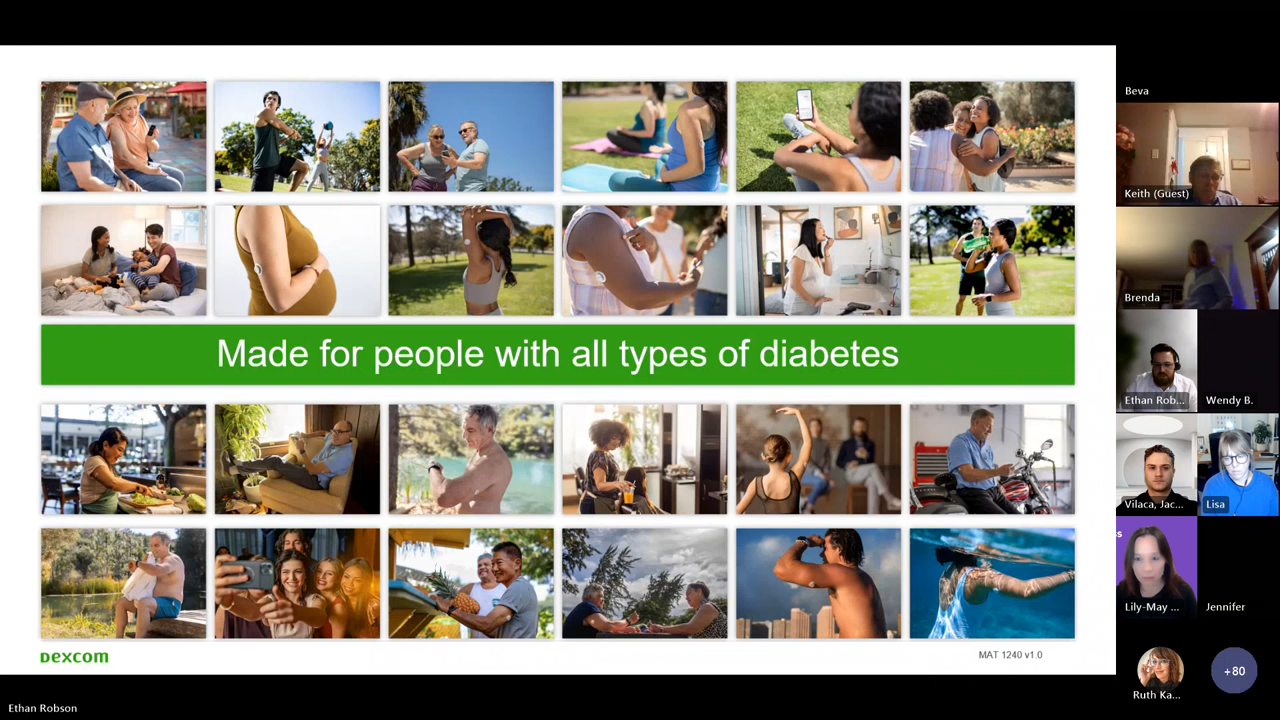 Made for people with all types of diabetes
Dexcom
MAT 1240 v1.0
Ethan Robson
Beva
Keith (Guest)
Brenda
Ethan Rob...
Wendy B.
Vilaca, Jac...
Lisa
s
Lily-May ...
Jennifer
Ruth Ka...
+80